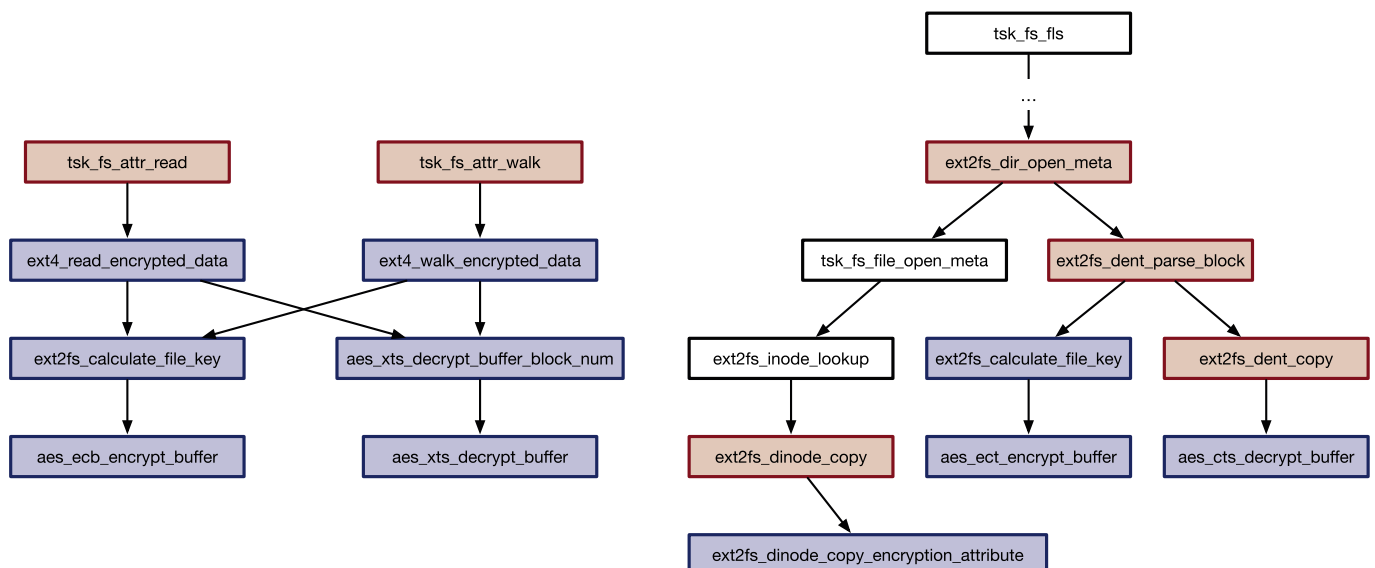 tsk_fs_fls
...
tsk_fs_attr_read
tsk_fs_attr_walk
ext2fs_dir_open_meta
ext4_read_encrypted_data
ext4_walk_encrypted_data
tsk_fs_file_open_meta
ext2fs_dent_parse_block
ext2fs_calculate_file_key
aes_xts_decrypt_buffer_block_num
ext2fs_inode_lookup
ext2fs_calculate_file_key
ext2fs_dent_copy
aes_ecb_encrypt_buffer
aes_xts_decrypt_buffer
ext2fs_dinode_copy
aes_ect_encrypt_buffer
aes_cts_decrypt_buffer
ext2fs_dinode_copy_encryption_attribute